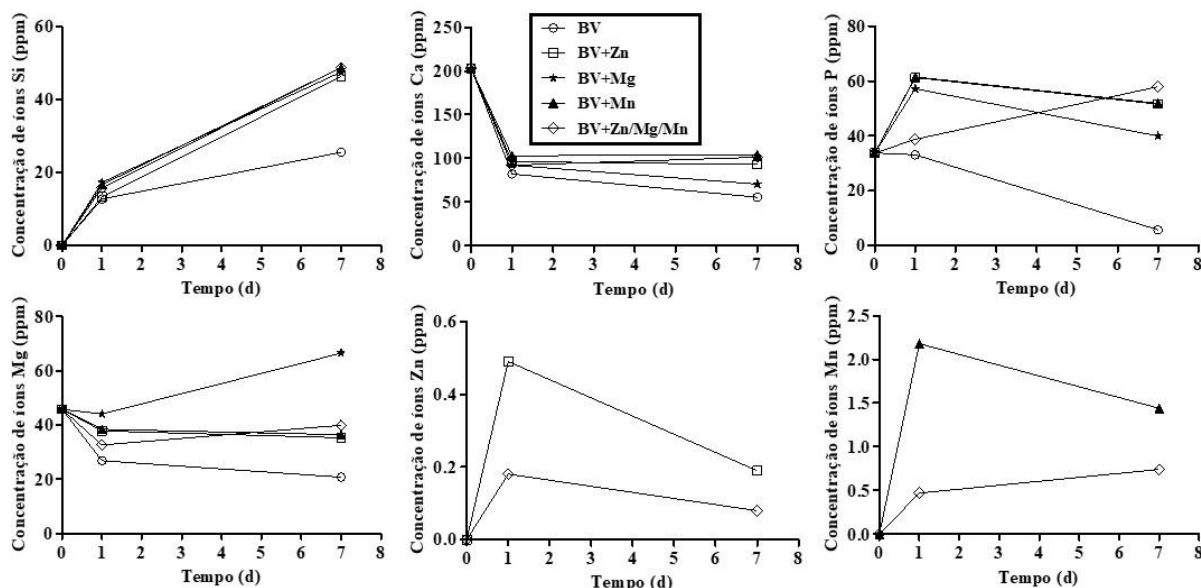 Concentração de íons Si (ppm)
60
40
20
0
0 1 2 3 4 5 6 7 8
Tempo (d)
Concentração de íons Ca (ppm)
250
200
150
100
50
0
0 1 2 3 4 5 6 7 8
Tempo (d)
BV
BV+Zn
BV+Mg
BV+Mn
BV+Zn/Mg/Mn
Concentração de íons P (ppm)
80
60
40
20
0
0 1 2 3 4 5 6 7 8
Tempo (d)
Concentração de íons Mg (ppm)
80
60
40
20
0
0 1 2 3 4 5 6 7 8
Tempo (d)
Concentração de íons Zn (ppm)
0.6
0.4
0.2
0.0
0 1 2 3 4 5 6 7 8
Tempo (d)
Concentração de íons Mn (ppm)
2.5
2.0
1.5
1.0
0.5
0.0
0 1 2 3 4 5 6 7 8
Tempo (d)